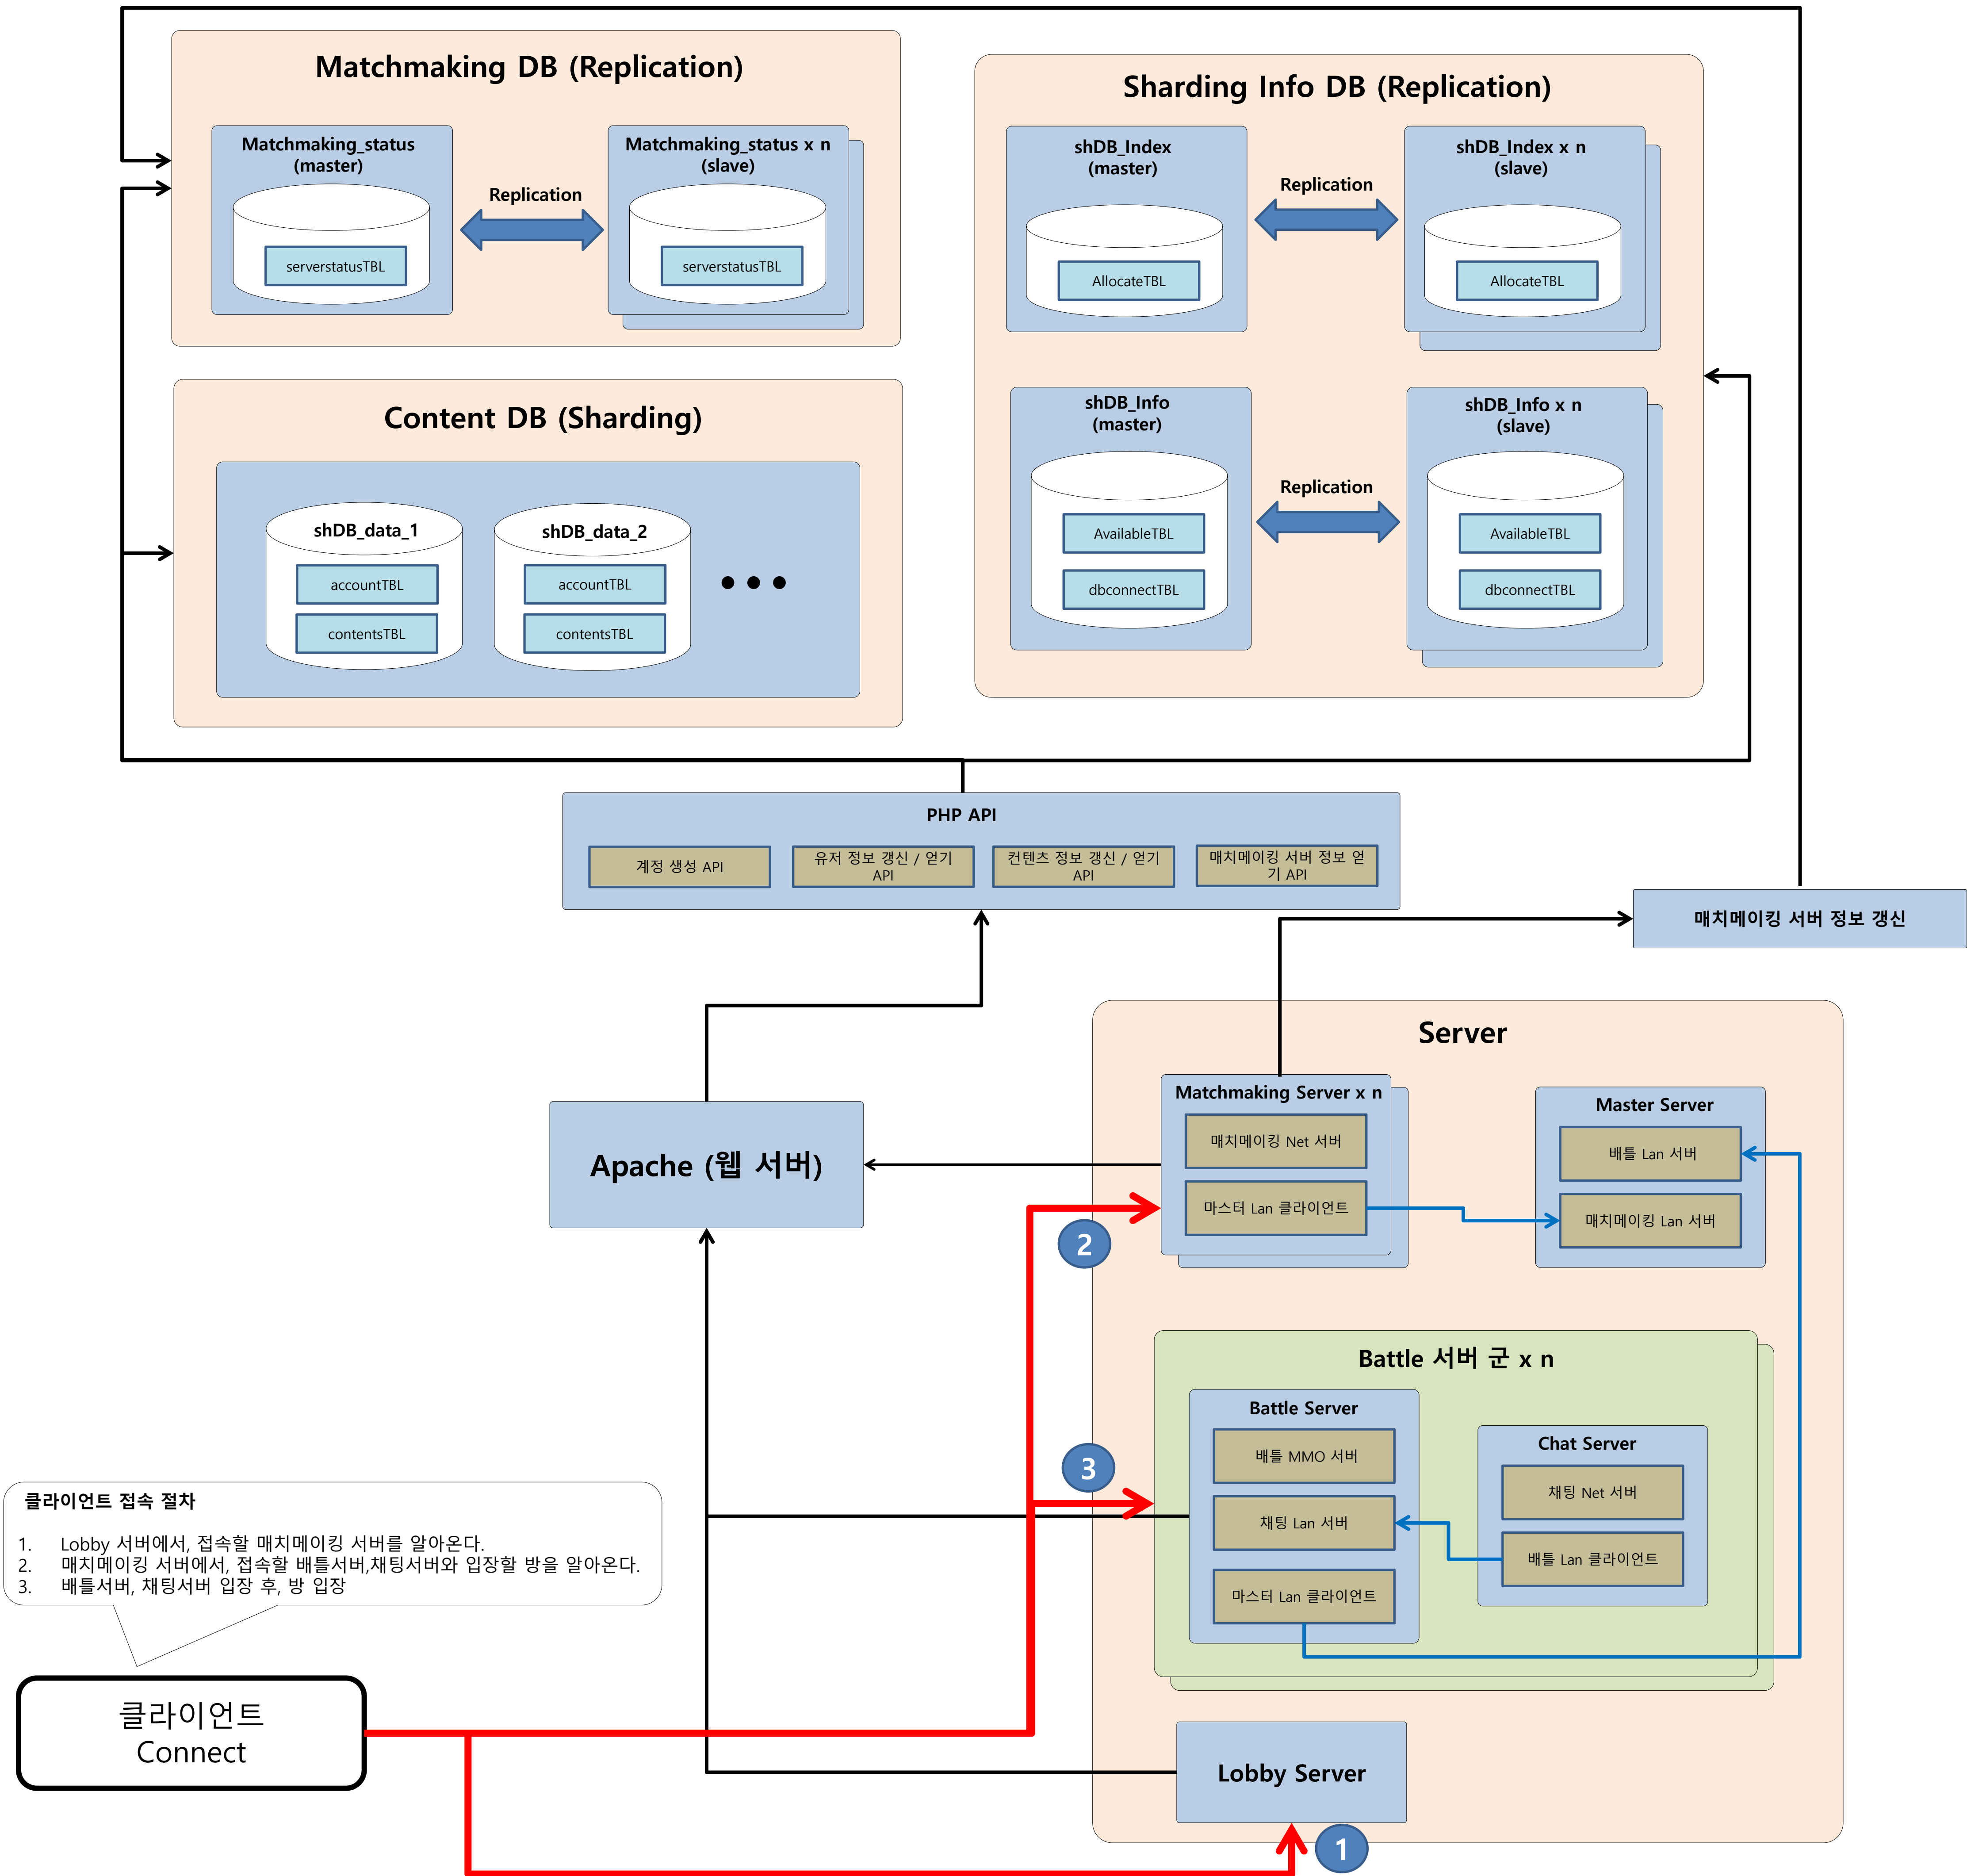 Matchmaking DB (Replication)
Matchmaking_status
(master)
serverstatusTBL
Replication
Matchmaking_status x n
(slave)
serverstatusTBL
Sharding Info DB (Replication)
shDB_Index
(master)
AllocateTBL
Replication
shDB_Index x n
(slave)
AllocateTBL
shDB_Info
(master)
AvailableTBL
dbconnectTBL
Replication
shDB_Info x n
(slave)
AvailableTBL
dbconnectTBL
Content DB (Sharding)
shDB_data_1
accountTBL
contentsTBL
shDB_data_2
accountTBL
contentsTBL
PHP API
계정 생성 API
유저 정보 갱신 / 얻기
API
컨텐츠 정보 갱신 / 얻기
API
매치메이킹 서버 정보 얻
기 API
매치메이킹 서버 정보 갱신
Server
Matchmaking Server x n
매치메이킹 Net 서버
마스터 Lan 클라이언트
Master Server
배틀 Lan 서버
매치메이킹 Lan 서버
Apache (웹 서버)
2
Battle 서버 군 x n
Battle Server
배틀 MMO 서버
채팅 Lan 서버
마스터 Lan 클라이언트
Chat Server
채팅 Net 서버
배틀 Lan 클라이언트
3
클라이언트 접속 절차
1. Lobby 서버에서, 접속할 매치메이킹 서버를 알아온다.
2. 매치메이킹 서버에서, 접속할 배틀서버,채팅서버와 입장할 방을 알아온다.
3. 배틀서버, 채팅서버 입장 후, 방 입장
클라이언트
Connect
Lobby Server
1